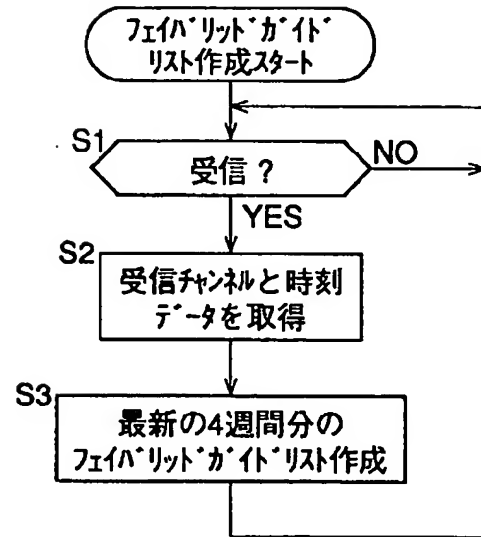 ﾌｪｲﾊﾞﾘｯﾄﾞｶﾞｲﾄﾞ
ﾘｽﾄ作成スタート
S1
受信？
NO
YES
S2
受信ﾁｬﾝﾈﾙと時刻
ﾃﾞｰﾀを取得
S3
最新の4週間分の
ﾌｪｲﾊﾞﾘｯﾄﾞｶﾞｲﾄﾞﾘｽﾄ作成